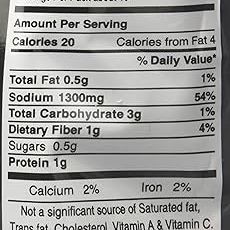 Amount Per Serving
Calories 20 Calories from Fat 4
% Daily Value*
Total Fat 0.5g 1%
Sodium 1300mg 54%
Total Carbohydrate 3g 1%
Dietary Fiber 1g 4%
Sugars 0.5g
Protein 1g
Calcium 2% Iron 2%
Not a significant source of Saturated fat,
Trans fat, Cholesterol, Vitamin A & Vitamin C.